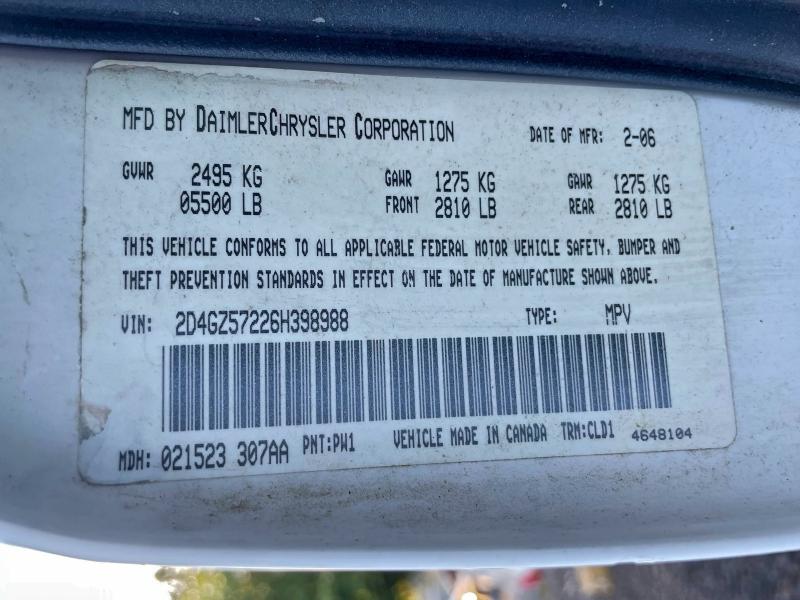 MFD BY DAIMLERCHRYSLER CORPORATION DATE OF MFR: 2-06
GVWR 2495 KG GAWR 1275 KG GAWR 1275 KG
05500 LB FRONT 2810 LB REAR 2810 LB
THIS VEHICLE CONFORMS TO ALL APPLICABLE FEDERAL MOTOR VEHICLE SAFETY, BUMPER AND
THEFT PREVENTION STANDARDS IN EFFECT ON THE DATE OF MANUFACTURE SHOWN ABOVE.
VIN: 2D4GZ57226H398988 TYPE: MPV
MDH: 021523 307AA PNT:PW1 VEHICLE MADE IN CANADA TRM:CLD1 4648104